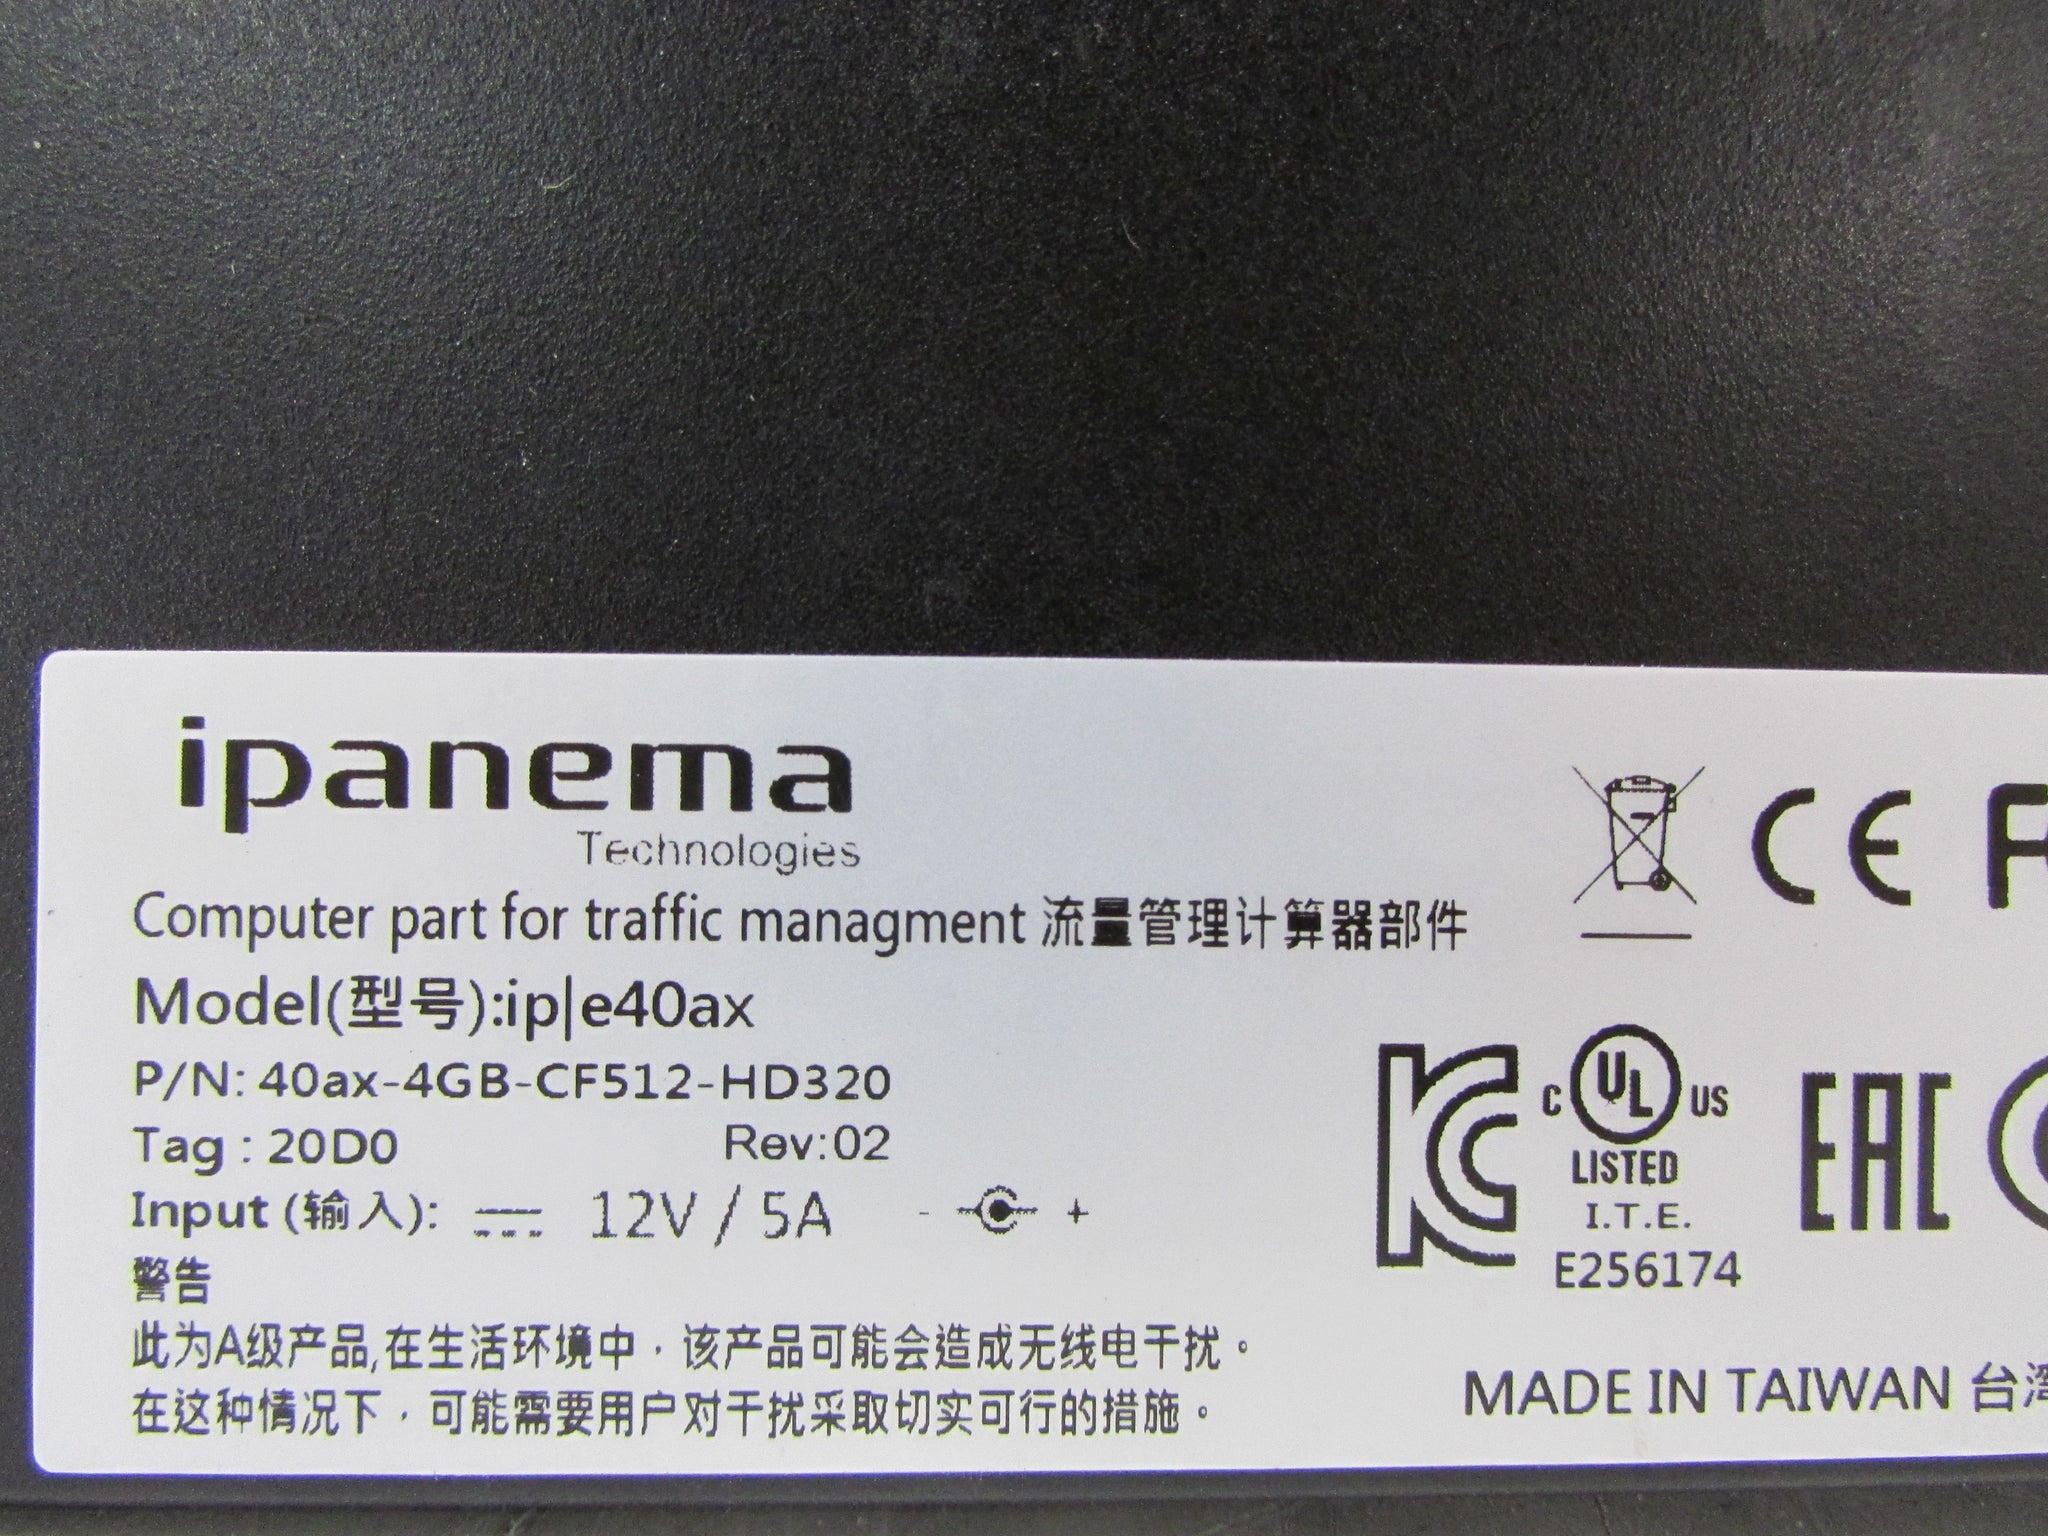 ipanema
Technologies
Computer part for traffic managment 流量管理计算器部件
Model(型号):ip|e40ax
P/N: 40ax-4GB-CF512-HD320
Tag : 20D0 Rev:02
Input (输入): 12V / 5A - +
警告
此为A级产品,在生活环境中，该产品可能会造成无线电干扰。
在这种情况下，可能需要用户对干扰采取切实可行的措施。
CE F
C UL US
LISTED
I.T.E.
E256174
KC
EAC
MADE IN TAIWAN 台湾